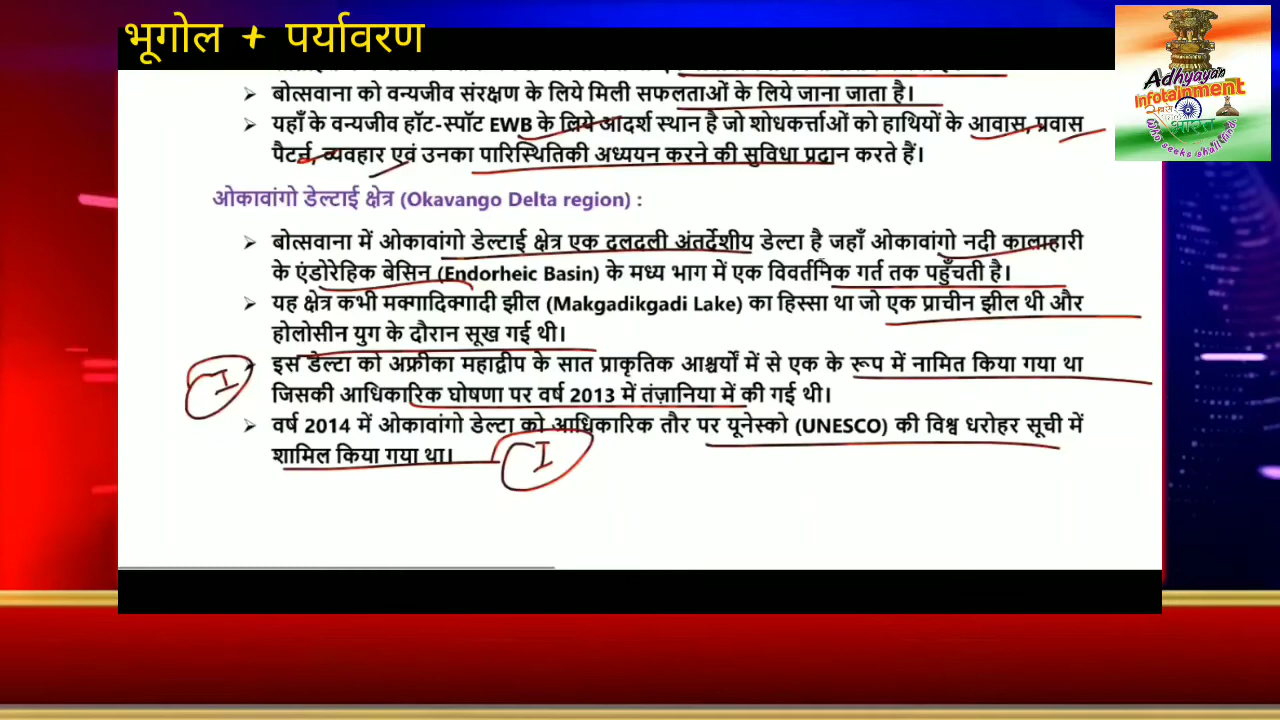 भूगोल + पर्यावरण
Adhyayan
Infotainment
Who seeks shall find
➢ बोत्सवाना को वन्यजीव संरक्षण के लिये मिली सफलताओं के लिये जाना जाता है।
➢ यहाँ के वन्यजीव हॉट-स्पॉट EWB के लिये आदर्श स्थान है जो शोधकर्त्ताओं को हाथियों के आवास, प्रवास
पैटर्न, व्यवहार एवं उनका पारिस्थितिकी अध्ययन करने की सुविधा प्रदान करते हैं।
ओकावांगो डेल्टाई क्षेत्र (Okavango Delta region) :
➢ बोत्सवाना में ओकावांगो डेल्टाई क्षेत्र एक दलदली अंतर्देशीय डेल्टा है जहाँ ओकावांगो नदी कालाहारी
के एंडोरेहिक बेसिन (Endorheic Basin) के मध्य भाग में एक विवर्तनिक गर्त तक पहुँचती है।
➢ यह क्षेत्र कभी मक्गादिक्गादी झील (Makgadikgadi Lake) का हिस्सा था जो एक प्राचीन झील थी और
होलोसीन युग के दौरान सूख गई थी।
➢ इस डेल्टा को अफ्रीका महाद्वीप के सात प्राकृतिक आश्चर्यों में से एक के रूप में नामित किया गया था
जिसकी आधिकारिक घोषणा पर वर्ष 2013 में तंज़ानिया में की गई थी।
➢ वर्ष 2014 में ओकावांगो डेल्टा को आधिकारिक तौर पर यूनेस्को (UNESCO) की विश्व धरोहर सूची में
शामिल किया गया था।
I
I